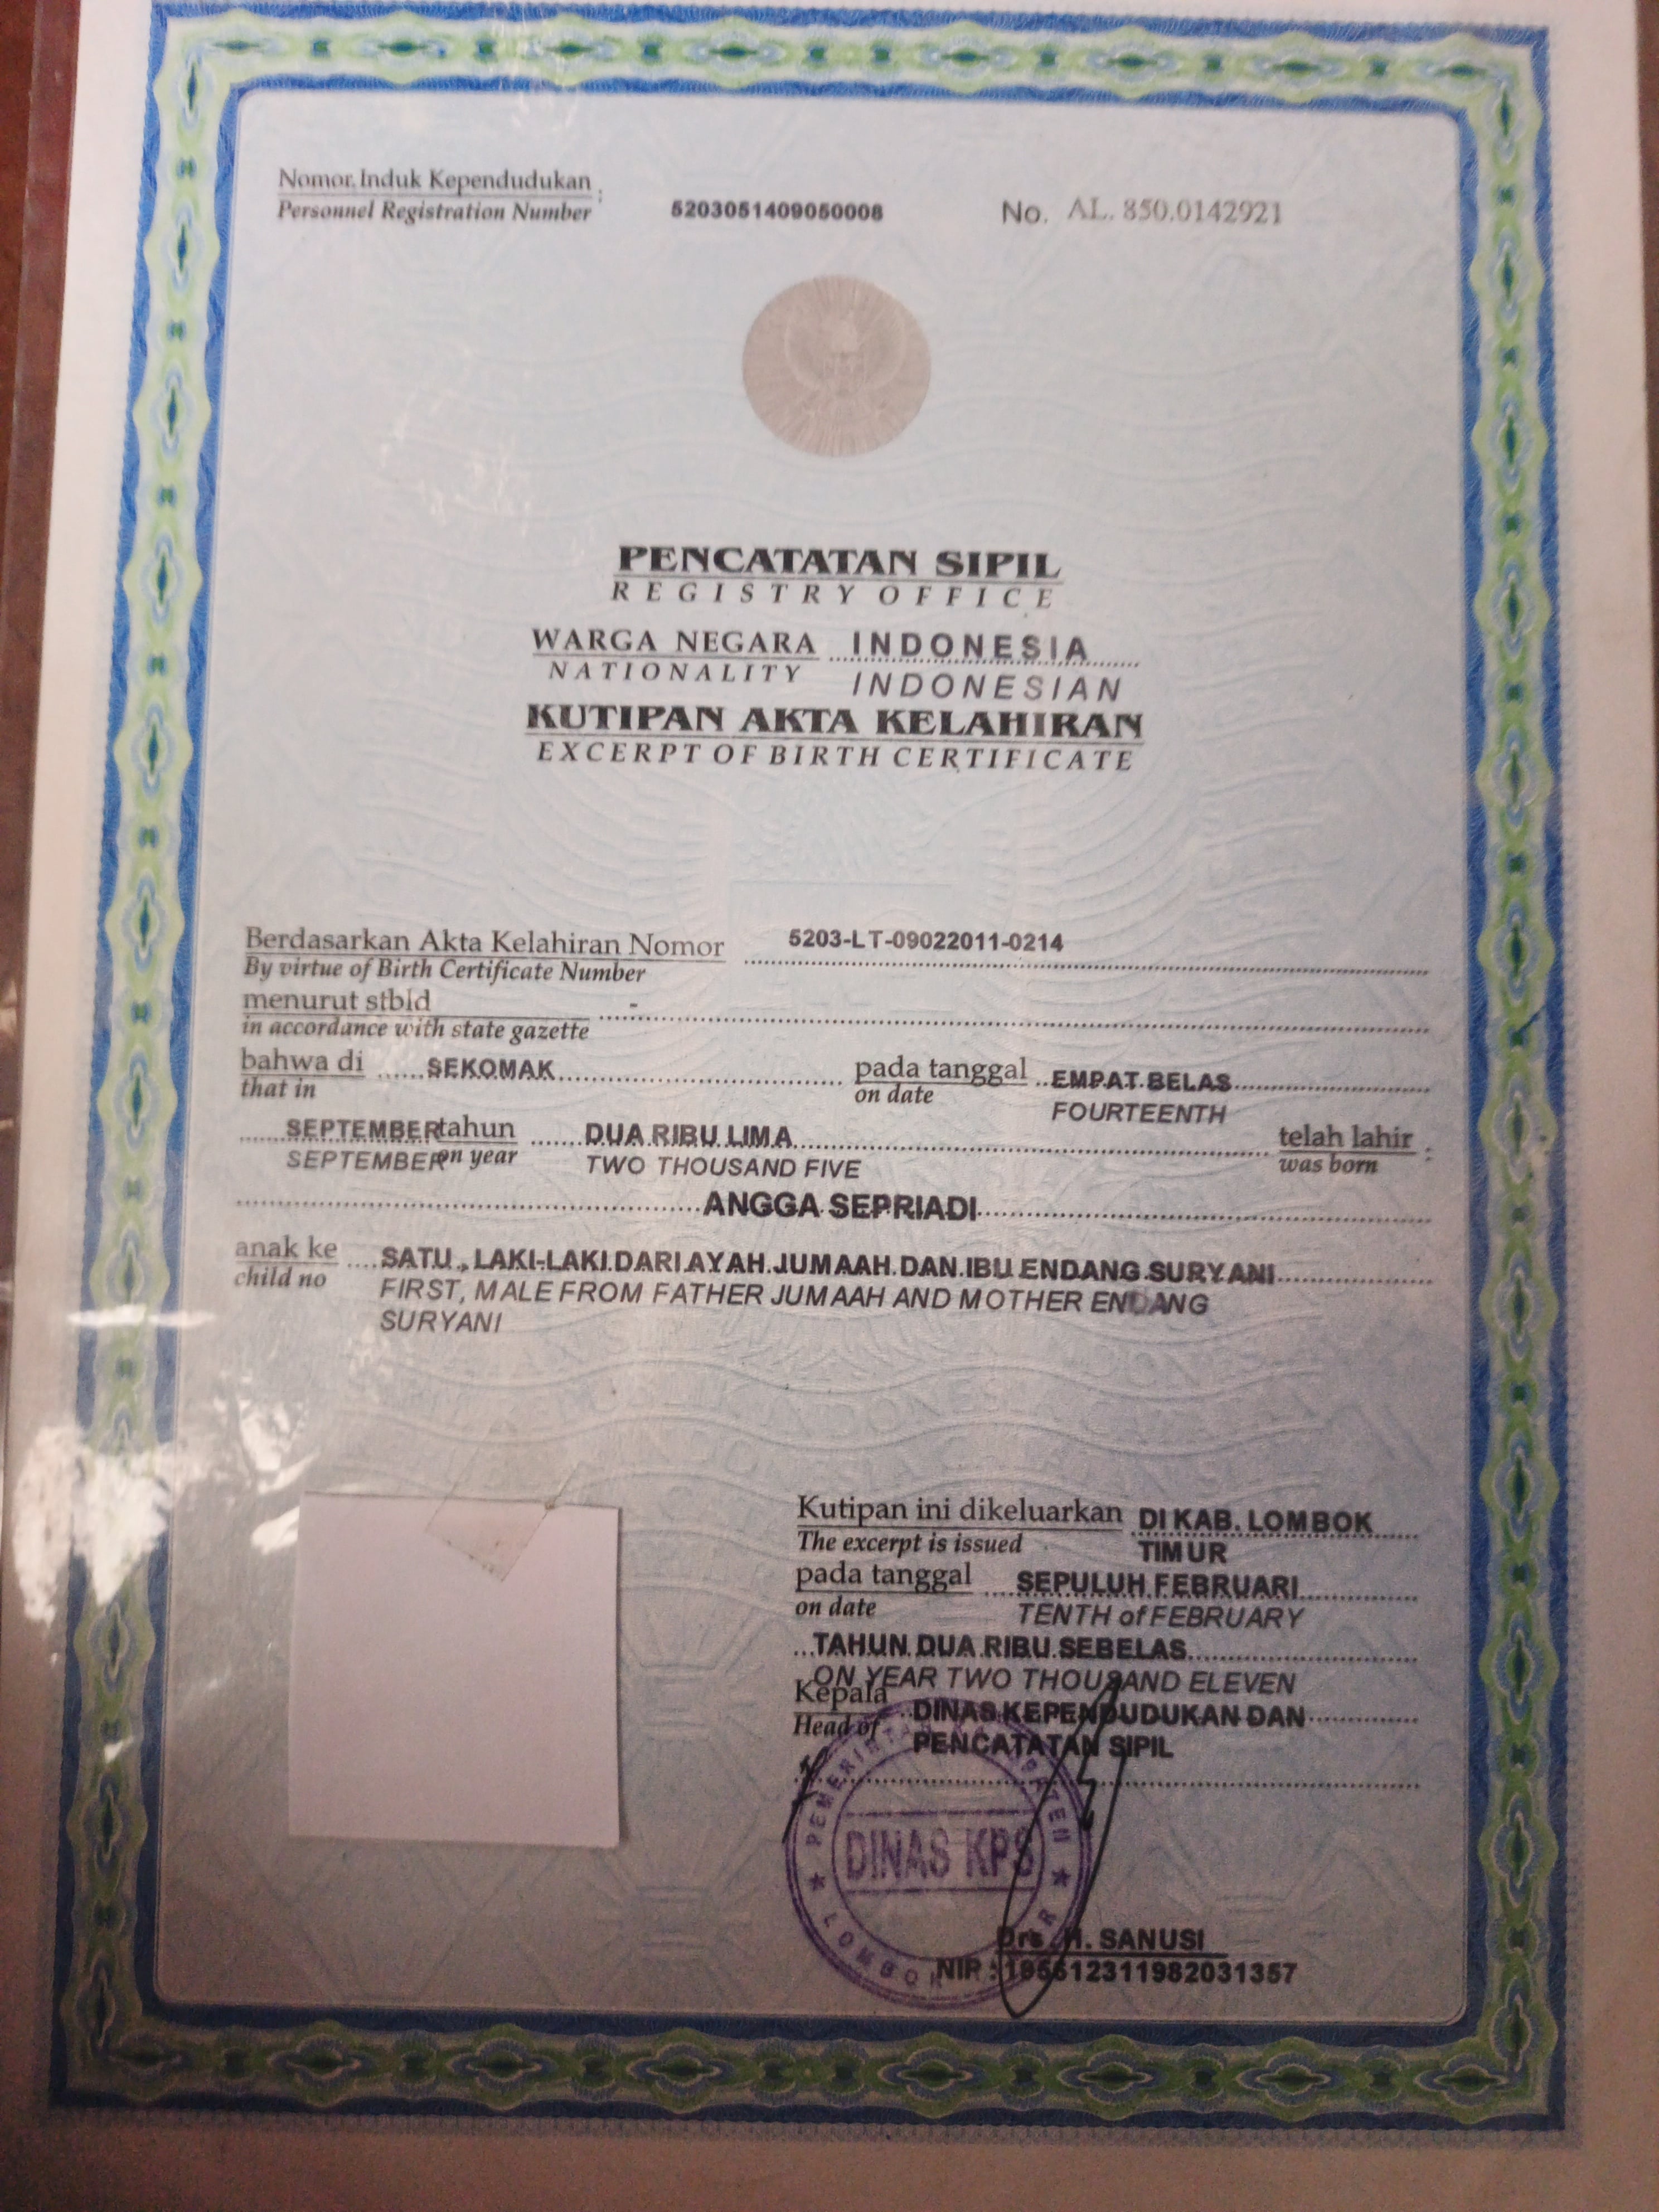 Nomor Induk Kependudukan :
Personnel Registration Number
5203051409050008
No. AL. 850.0142921
PENCATATAN SIPIL
REGISTRY OFFICE
WARGA NEGARA INDONESIA
NATIONALITY INDONESIAN
KUTIPAN AKTA KELAHIRAN
EXCERPT OF BIRTH CERTIFICATE
Berdasarkan Akta Kelahiran Nomor 5203-LT-09022011-0214
By virtue of Birth Certificate Number
menurut stbld -
in accordance with state gazette
bahwa di SEKOMAK pada tanggal EMPAT BELAS
that in on date FOURTEENTH
SEPTEMBER tahun DUA RIBU LIMA telah lahir :
SEPTEMBER on year TWO THOUSAND FIVE was born
ANGGA SEPRIADI
anak ke SATU, LAKI-LAKI DARI AYAH JUMAAH DAN IBU ENDANG SURYANI
child no FIRST, MALE FROM FATHER JUMAAH AND MOTHER ENDANG
SURYANI
Kutipan ini dikeluarkan DI KAB. LOMBOK
The excerpt is issued TIMUR
pada tanggal SEPULUH FEBRUARI
on date TENTH of FEBRUARY
TAHUN DUA RIBU SEBELAS
ON YEAR TWO THOUSAND ELEVEN
Kepala DINAS KEPENDUDUKAN DAN
Head of PENCATATAN SIPIL
DINAS KPS
LOMBOK
Drs. H. SANUSI
NIP :